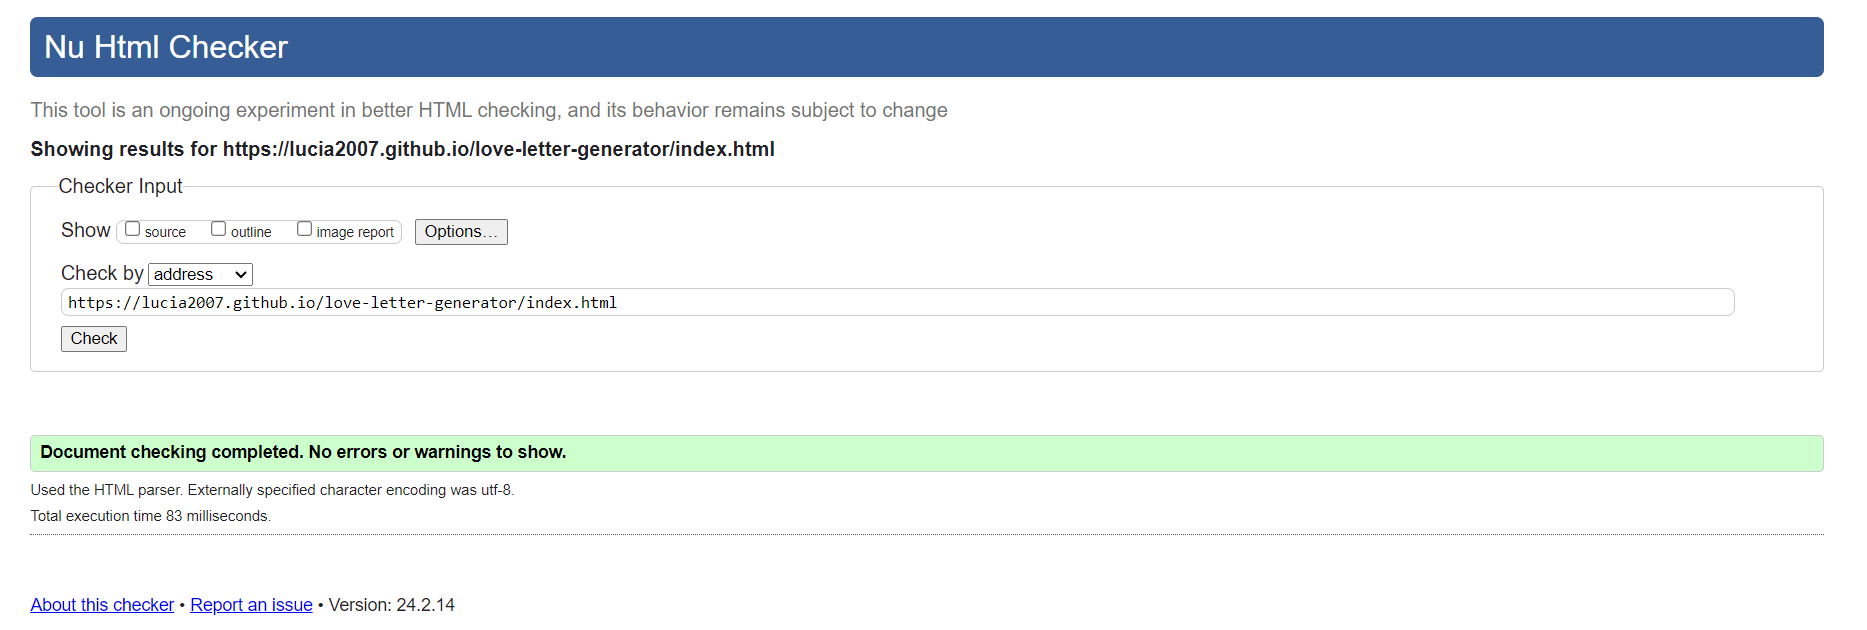 Nu Html Checker
This tool is an ongoing experiment in better HTML checking, and its behavior remains subject to change
Showing results for https://lucia2007.github.io/love-letter-generator/index.html
Checker Input
Show source outline image report Options…
Check by address
https://lucia2007.github.io/love-letter-generator/index.html
Check
Document checking completed. No errors or warnings to show.
Used the HTML parser. Externally specified character encoding was utf-8.
Total execution time 83 milliseconds.
About this checker • Report an issue • Version: 24.2.14